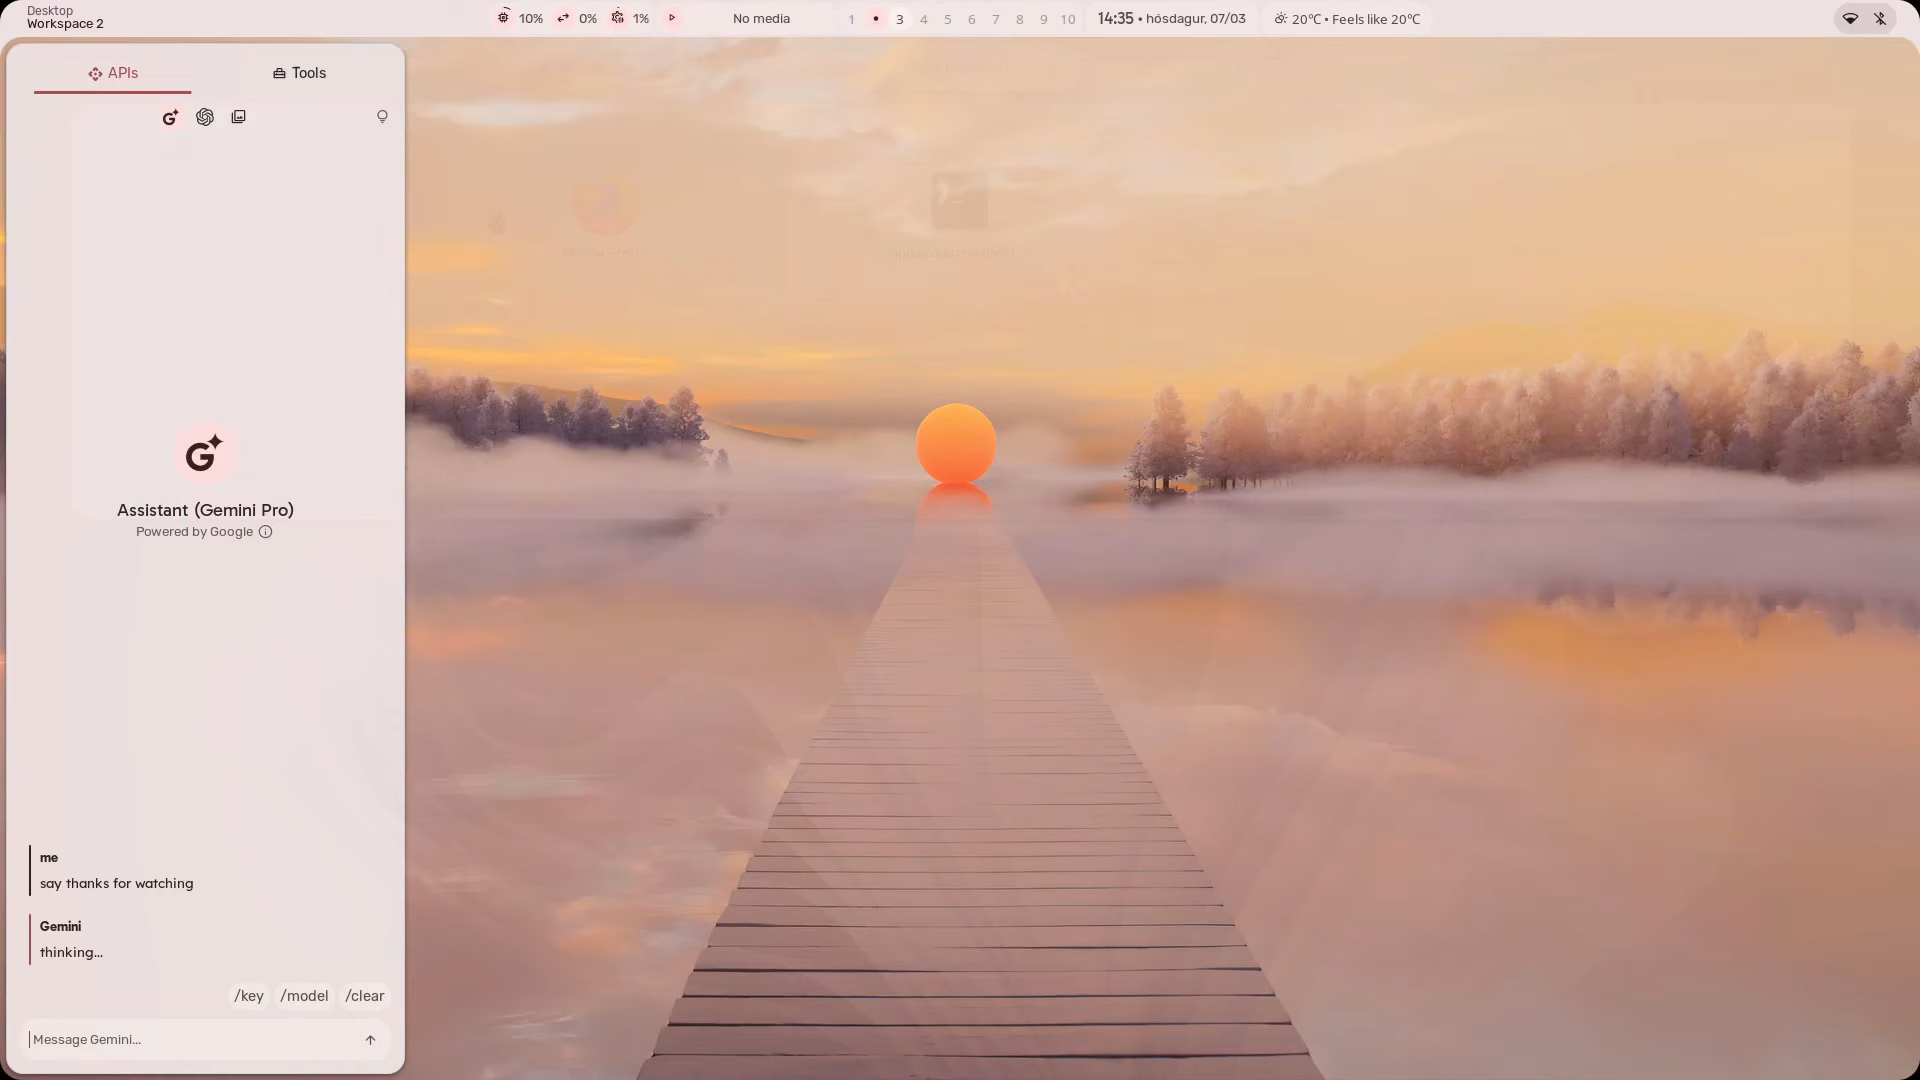 Desktop
Workspace 2
10%
0%
1%
No media
1
3
4
5
6
7
8
9
10
14:35 • hósdagur, 07/03
20°C • Feels like 20°C
APIs
Tools
Assistant (Gemini Pro)
Powered by Google
me
say thanks for watching
Gemini
thinking...
/key
/model
/clear
Message Gemini...